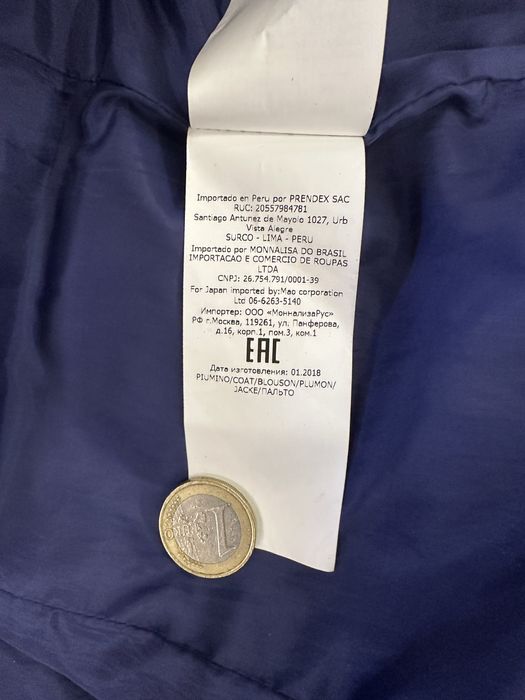 Importado en Peru por PRENDEX SAC
RUC: 20557984781
Santiago Antunez de Mayolo 1027, Urb
Vista Alegre
SURCO - LIMA - PERU
Importado por MONNALISA DO BRASIL
IMPORTACAO E COMERCIO DE ROUPAS
LTDA
CNPJ: 26.754.791/0001-39
For Japan imported by:Mao corporation
Ltd 06-6263-5140
Импортер: ООО «МоннализаРус»
РФ г.Москва, 119261, ул. Панферова,
д.16, корп.1, пом.3, ком.1
EAC
Дата изготовления: 01.2018
PIUMINO/COAT/BLOUSON/PLUMON/
JACKE/ПАЛЬТО
1